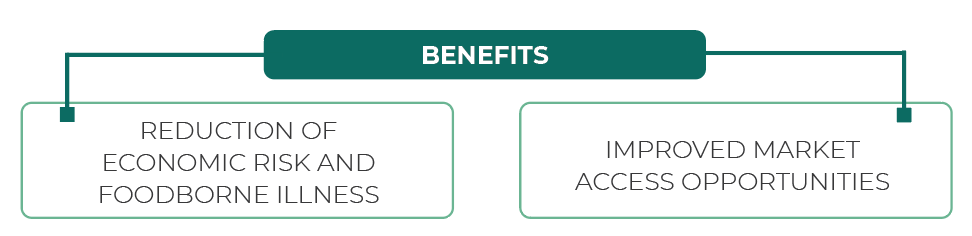 BENEFITS
REDUCTION OF
ECONOMIC RISK AND
FOODBORNE ILLNESS
IMPROVED MARKET
ACCESS OPPORTUNITIES